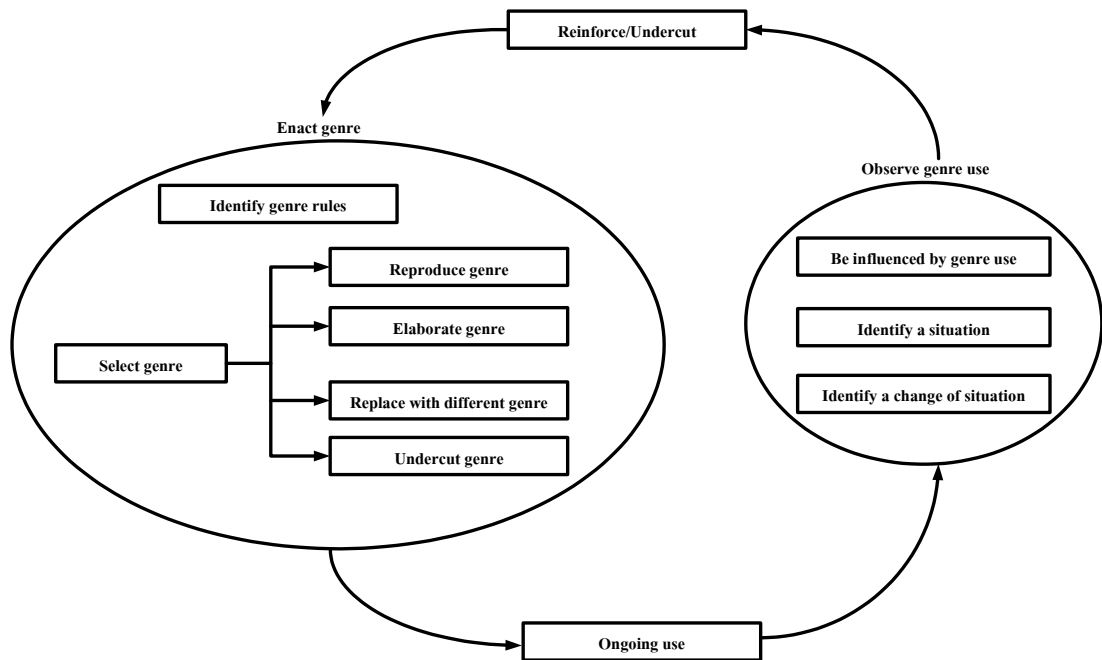 Reinforce/Undercut
Enact genre
Observe genre use
Identify genre rules
Reproduce genre
Elaborate genre
Select genre
Replace with different genre
Undercut genre
Be influenced by genre use
Identify a situation
Identify a change of situation
Ongoing use